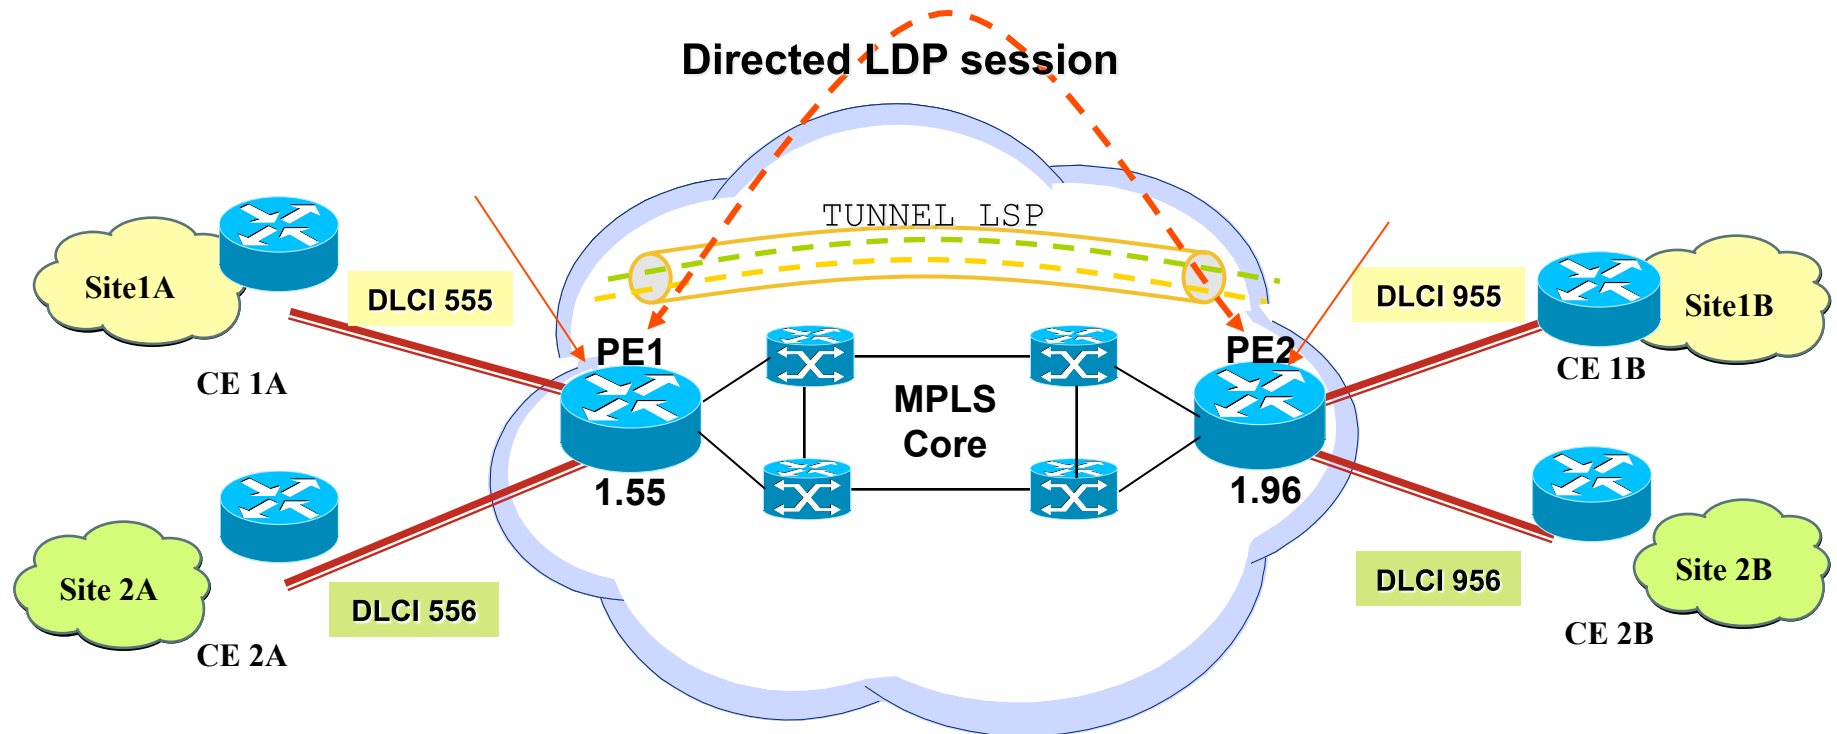 Directed LDP session
TUNNEL LSP
Site1A
DLCI 555
DLCI 955
Site1B
PE1
PE2
CE 1A
CE 1B
MPLS
Core
1.55
1.96
Site 2A
DLCI 556
DLCI 956
Site 2B
CE 2A
CE 2B